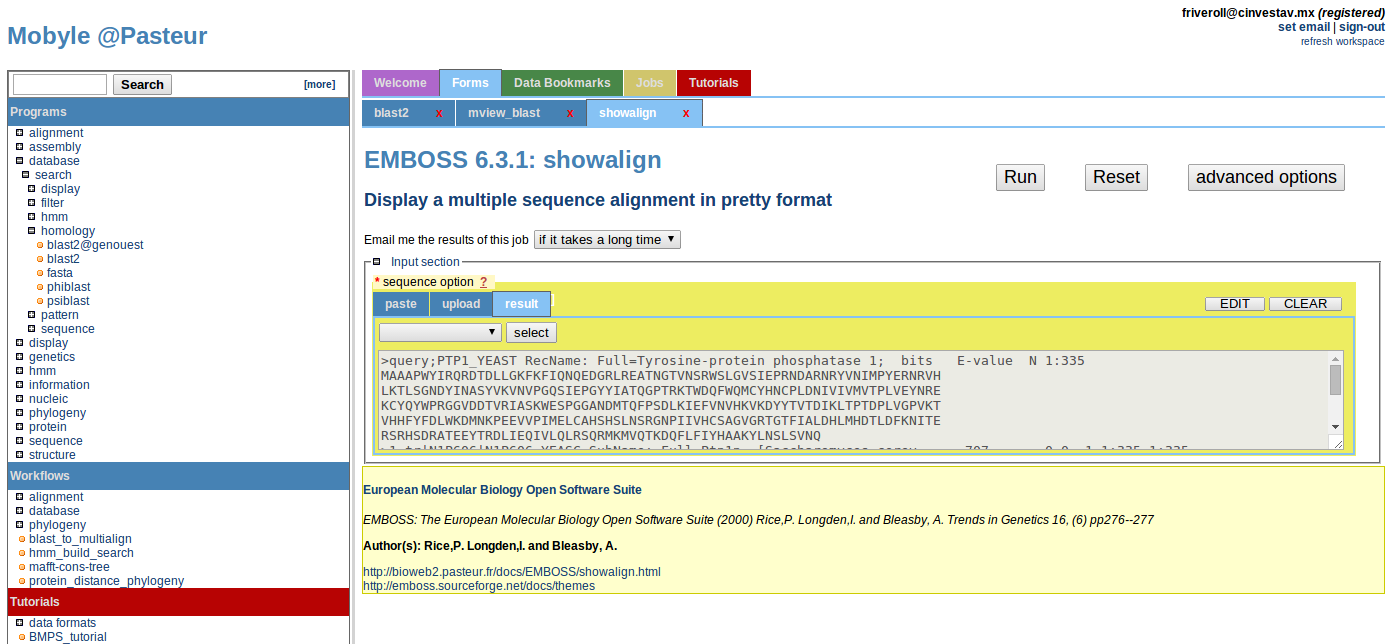 Mobyle @Pasteur
friveroll@cinvestav.mx (registered)
set email | sign-out
refresh workspace
Search
[more]
Programs
alignment
assembly
database
search
display
filter
hmm
homology
blast2@genouest
blast2
fasta
phiblast
psiblast
pattern
sequence
display
genetics
hmm
information
nucleic
phylogeny
protein
sequence
structure
Workflows
alignment
database
phylogeny
blast_to_multialign
hmm_build_search
mafft-cons-tree
protein_distance_phylogeny
Tutorials
data formats
BMPS_tutorial
Welcome Forms Data Bookmarks Jobs Tutorials
blast2 x mview_blast x showalign x
EMBOSS 6.3.1: showalign
Run Reset advanced options
Display a multiple sequence alignment in pretty format
Email me the results of this job if it takes a long time
Input section
* sequence option ?
paste upload result EDIT CLEAR
select
>query;PTP1_YEAST RecName: Full=Tyrosine-protein phosphatase 1; bits E-value N 1:335
MAAAPWYIRQRDTDLLGKFKFIQNQEDGRLREATNGTVNSRWSLGVSIEPRNDARNRYVNIMPYERNRVH
LKTLSGNDYINASYVKVNVPGQSIEPGYYIATQGPTRKTWDQFWQMCYHNCPLDNIVIVMVTPLVEYNRE
KCYQYWPRGGVDDTVRIASKWESPGGANDMTQFPSDLKIEFVNVHKVKDYYTVTDIKLTPTDPLVGPVKT
VHHFYFDLWKDMNKPEEVVPIMELCAHSHSLNSRGNPIIVHCSAGVGRTGTFIALDHLMHDTLDFKNITE
RSRHSDRATEEYTRDLIEQIVLQLRSQRMKMVQTKDQFLFIYHAAKYLNSLSVNQ
European Molecular Biology Open Software Suite
EMBOSS: The European Molecular Biology Open Software Suite (2000) Rice,P. Longden,I. and Bleasby, A. Trends in Genetics 16, (6) pp276--277
Author(s): Rice,P. Longden,I. and Bleasby, A.
http://bioweb2.pasteur.fr/docs/EMBOSS/showalign.html
http://emboss.sourceforge.net/docs/themes